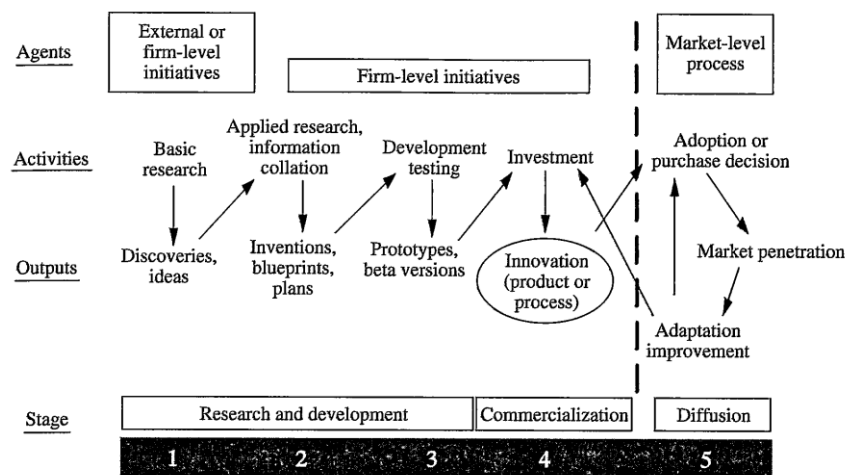 Agents
External or
firm-level
initiatives
Firm-level initiatives
Market-level
process
Activities
Basic
research
Applied research,
information
collation
Development
testing
Investment
Adoption or
purchase decision
Outputs
Discoveries,
ideas
Inventions,
blueprints,
plans
Prototypes,
beta versions
Innovation
(product or
process)
Market penetration
Adaptation
improvement
Stage
Research and development
Commercialization
Diffusion
1 2 3 4 5